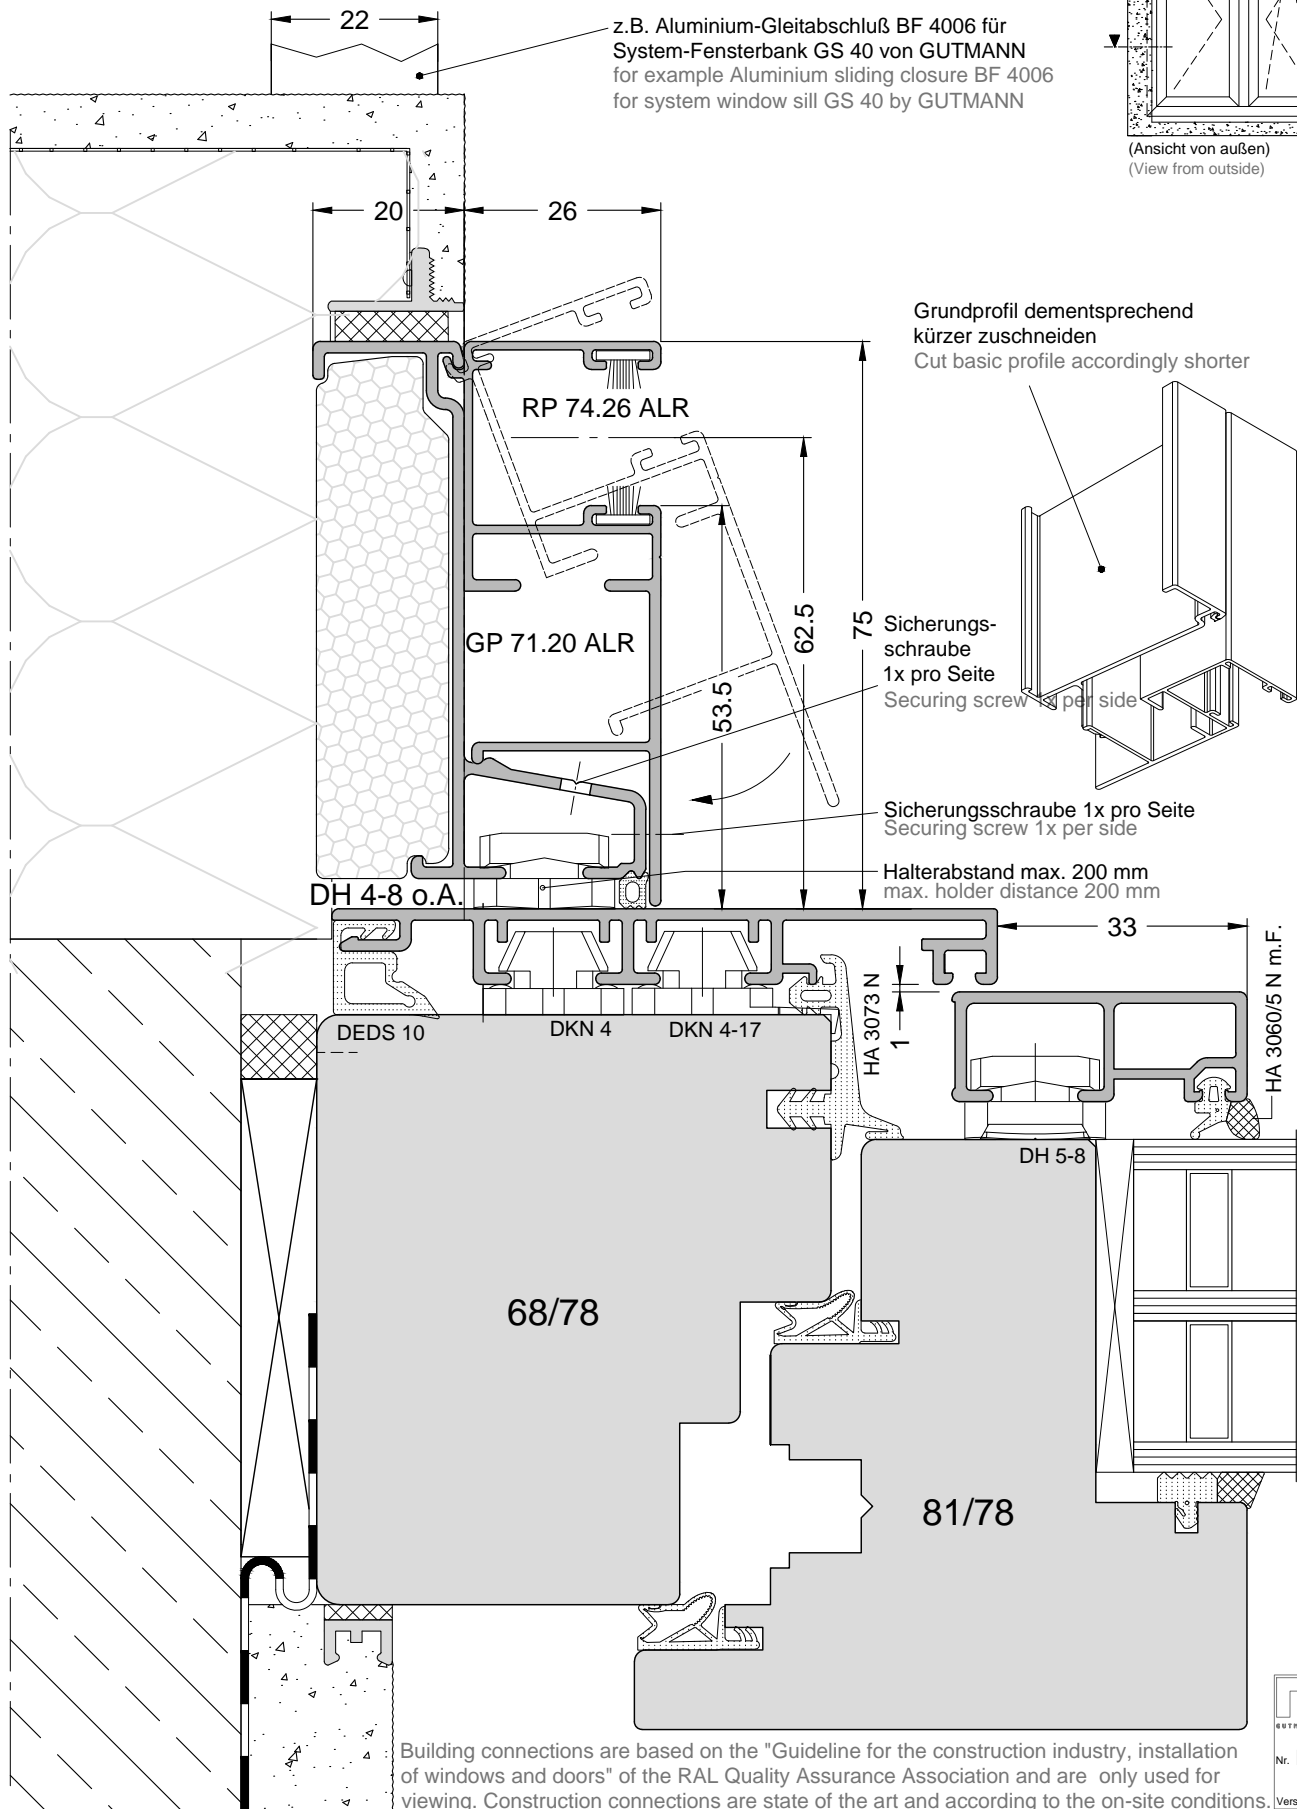 22
z.B. Aluminium-Gleitabschluß BF 4006 für
System-Fensterbank GS 40 von GUTMANN
for example Aluminium sliding closure BF 4006
for system window sill GS 40 by GUTMANN
(Ansicht von außen)
(View from outside)
20
26
Grundprofil dementsprechend
kürzer zuschneiden
Cut basic profile accordingly shorter
RP 74.26 ALR
GP 71.20 ALR
53.5
62.5
75
Sicherungs-
schraube
1x pro Seite
Securing screw 1x per side
Sicherungsschraube 1x pro Seite
Securing screw 1x per side
Halterabstand max. 200 mm
max. holder distance 200 mm
DH 4-8 o.A.
33
DEDS 10
DKN 4
DKN 4-17
HA 3073 N
1
HA 3060/5 N m.F.
DH 5-8
68/78
81/78
Building connections are based on the "Guideline for the construction industry, installation
of windows and doors" of the RAL Quality Assurance Association and are only used for
viewing. Construction connections are state of the art and according to the on-site conditions.
Nr.